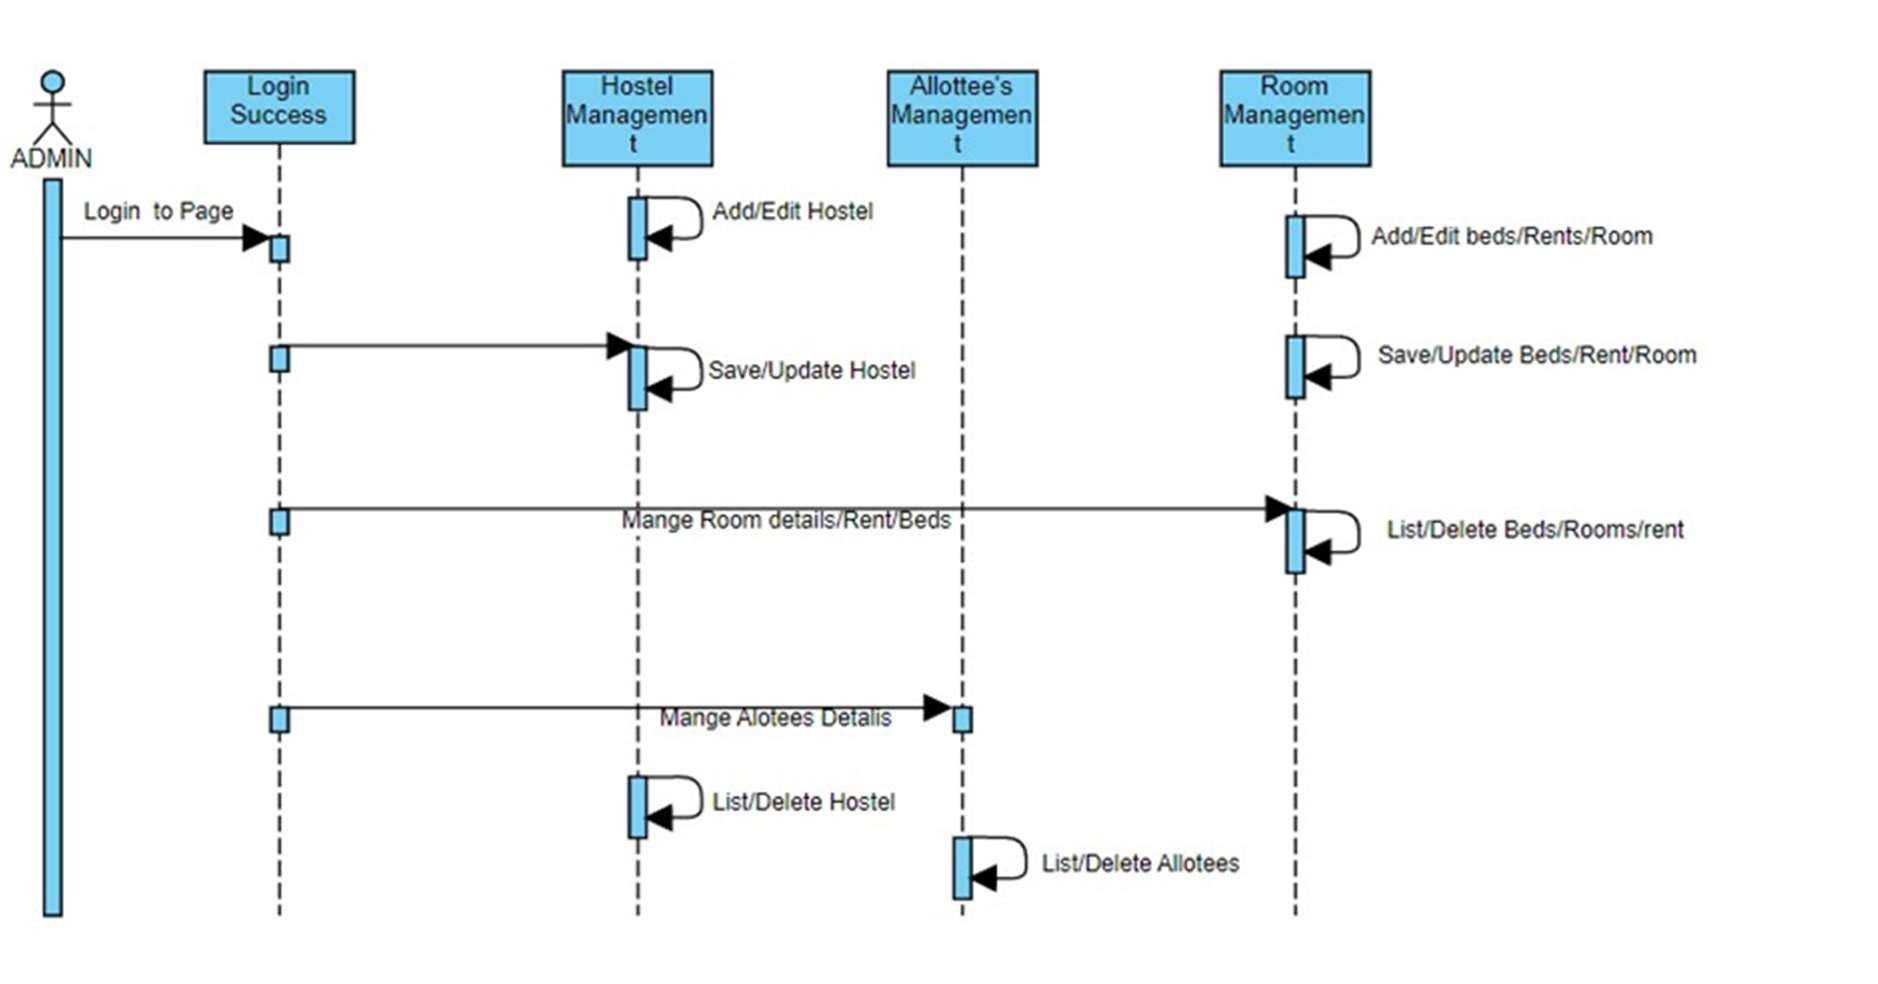 Login
Success
Hostel
Managemen
t
Allottee's
Managemen
t
Room
Managemen
t
ADMIN
Login  to Page
Add/Edit Hostel
Add/Edit beds/Rents/Room
Save/Update Hostel
Save/Update Beds/Rent/Room
Mange Room details/Rent/Beds
List/Delete Beds/Rooms/rent
Mange Alotees Detalis
List/Delete Hostel
List/Delete Allotees